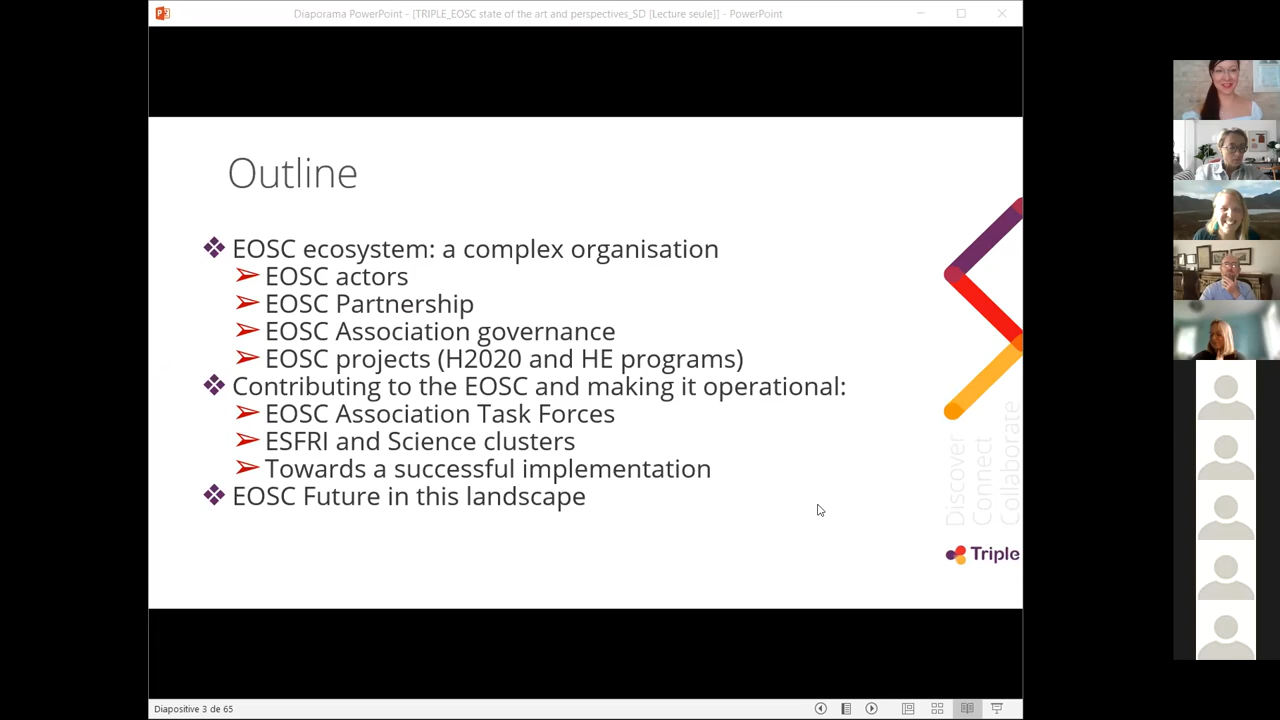 Diaporama PowerPoint - [TRIPLE_EOSC state of the art and perspectives_SD [Lecture seule]] - PowerPoint
Outline
EOSC ecosystem: a complex organisation
EOSC actors
EOSC Partnership
EOSC Association governance
EOSC projects (H2020 and HE programs)
Contributing to the EOSC and making it operational:
EOSC Association Task Forces
ESFRI and Science clusters
Towards a successful implementation
EOSC Future in this landscape
Discover
Connect
Collaborate
Triple
Diapositive 3 de 65